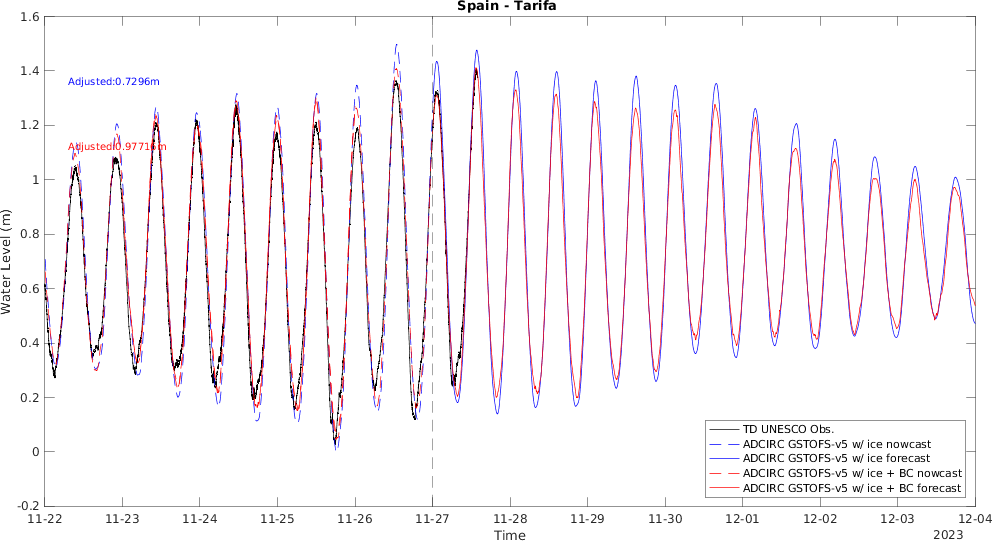 Spain - Tarifa
1.6
1.4
1.2
1
0.8
0.6
0.4
0.2
0
-0.2
Water Level (m)
Adjusted:0.7296m
Adjusted:0.97716m
TD UNESCO Obs.
ADCIRC GSTOFS-v5 w/ ice nowcast
ADCIRC GSTOFS-v5 w/ ice forecast
ADCIRC GSTOFS-v5 w/ ice + BC nowcast
ADCIRC GSTOFS-v5 w/ ice + BC forecast
11-22 11-23 11-24 11-25 11-26 11-27 11-28 11-29 11-30 12-01 12-02 12-03 12-04
Time
2023